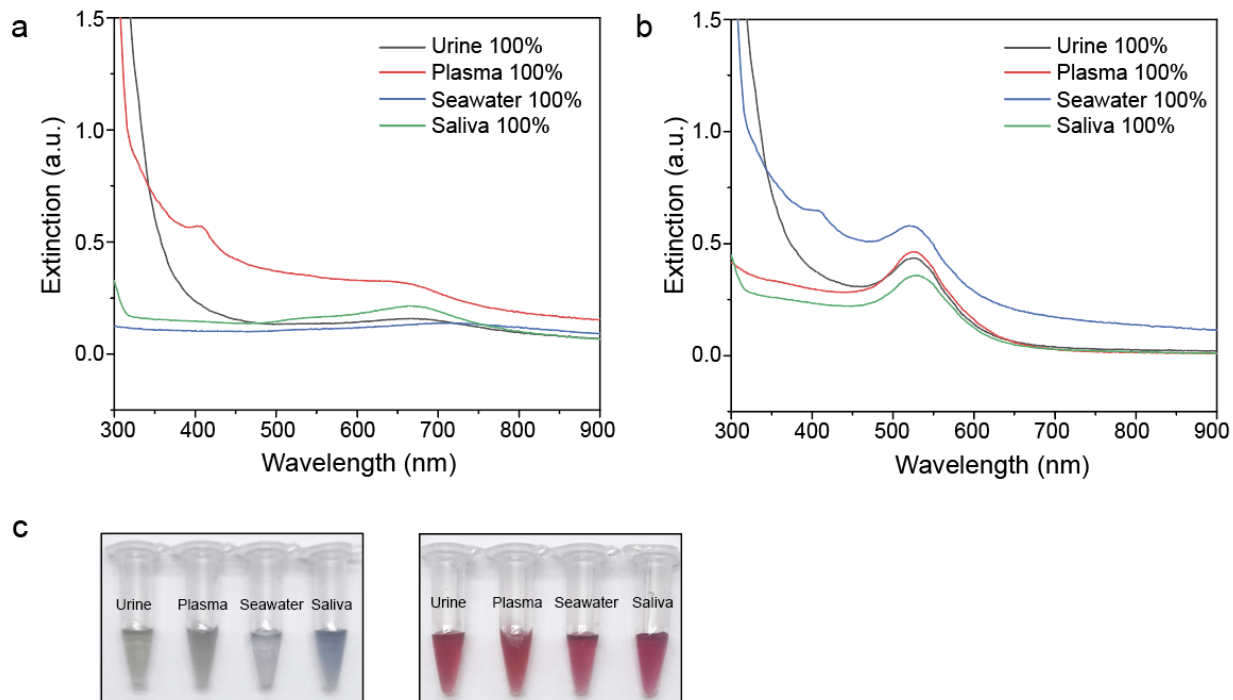 a
1.5
1.0
0.5
0.0
Extinction (a.u.)
Urine 100%
Plasma 100%
Seawater 100%
Saliva 100%
300 400 500 600 700 800 900
Wavelength (nm)
b
1.5
1.0
0.5
0.0
Extinction (a.u.)
Urine 100%
Plasma 100%
Seawater 100%
Saliva 100%
300 400 500 600 700 800 900
Wavelength (nm)
c
Urine Plasma Seawater Saliva
Urine Plasma Seawater Saliva